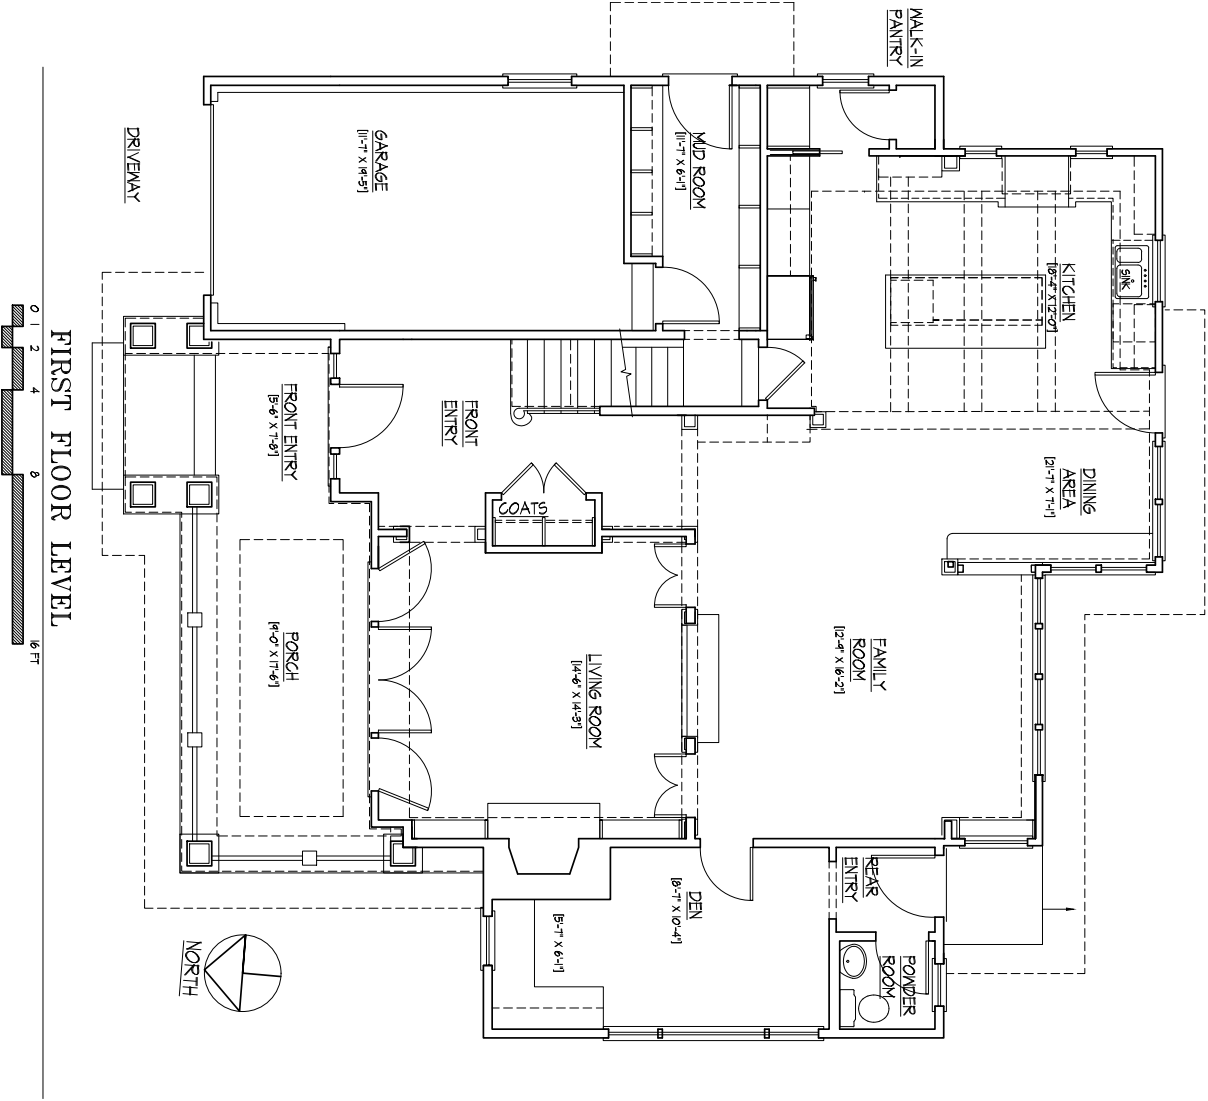 SINK
DINING
AREA
[21'-7" X 7'-1"]
KITCHEN
[18'-4" X 12'-0"]
WALK-IN
PANTRY
POWDER
ROOM
FAMILY
ROOM
[12'-9" X 16'-2"]
REAR
ENTRY
MUD ROOM
[11'-7" X 6'-1"]
DEN
[8'-7" X 10'-4"]
LIVING ROOM
[14'-6" X 14'-3"]
[5'-7" X 6'-1"]
COATS
FRONT
ENTRY
GARAGE
[11'-7" X 19'-5"]
FRONT ENTRY
[5'-6" X 7'-8"]
PORCH
[9'-0" X 17'-6"]
NORTH
DRIVEWAY
FIRST FLOOR LEVEL
0 1 2 4 8 16 FT